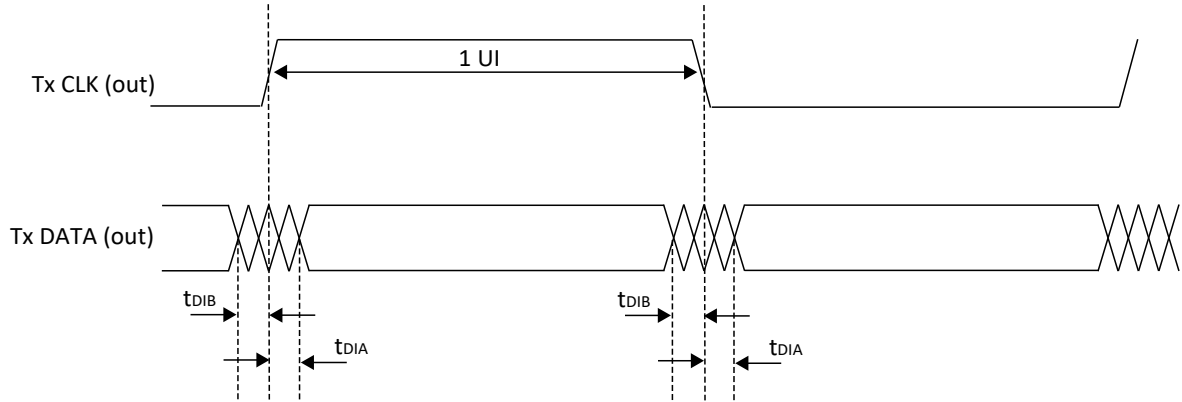 1 UI
Tx CLK (out)
Tx DATA (out)
tDIB
tDIB
tDIA
tDIA